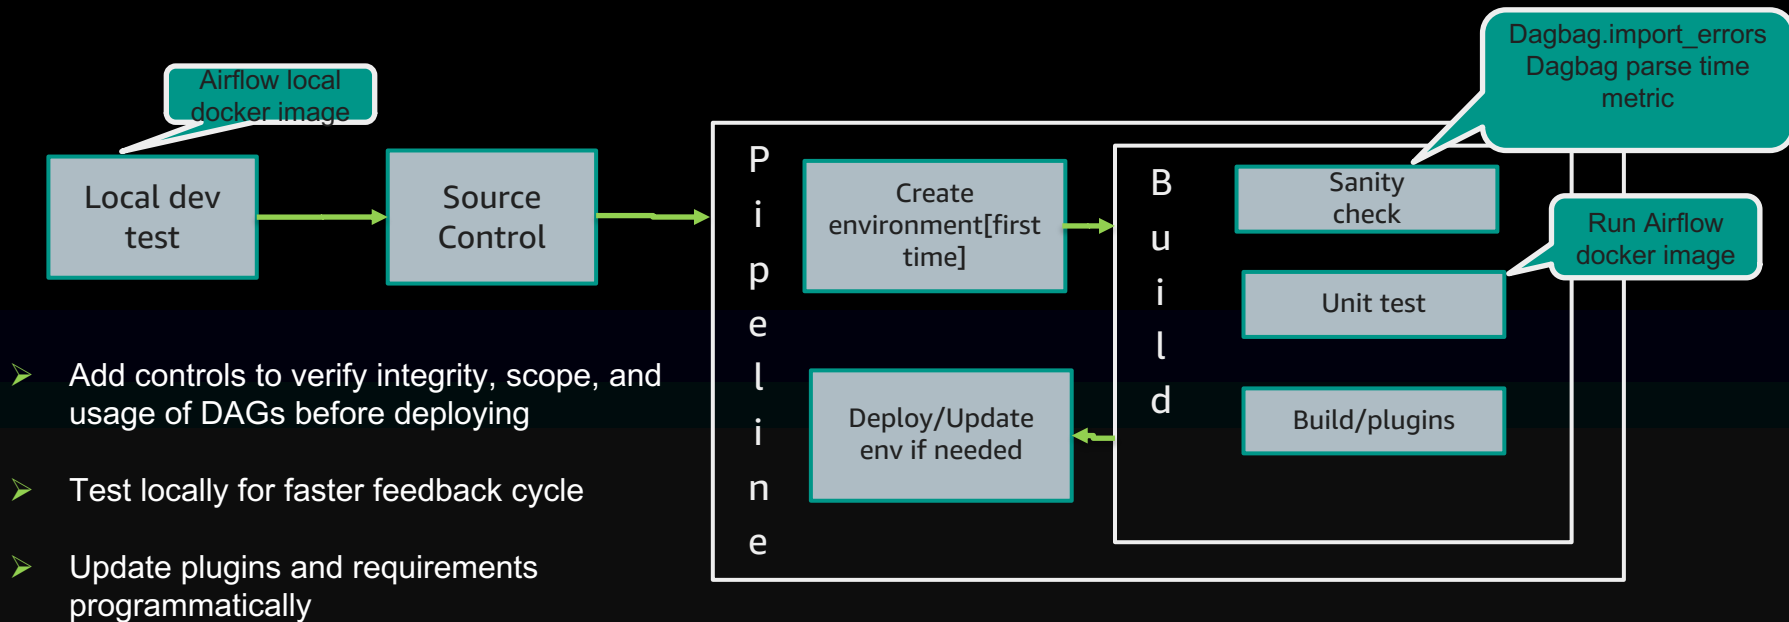 Airflow local
docker image
Local dev
test
Source
Control
Pipeline
Create
environment[first
time]
Deploy/Update
env if needed
Build
Sanity
check
Unit test
Build/plugins
Dagbag.import_errors
Dagbag parse time
metric
Run Airflow
docker image
➢ Add controls to verify integrity, scope, and
usage of DAGs before deploying
➢ Test locally for faster feedback cycle
➢ Update plugins and requirements
programmatically